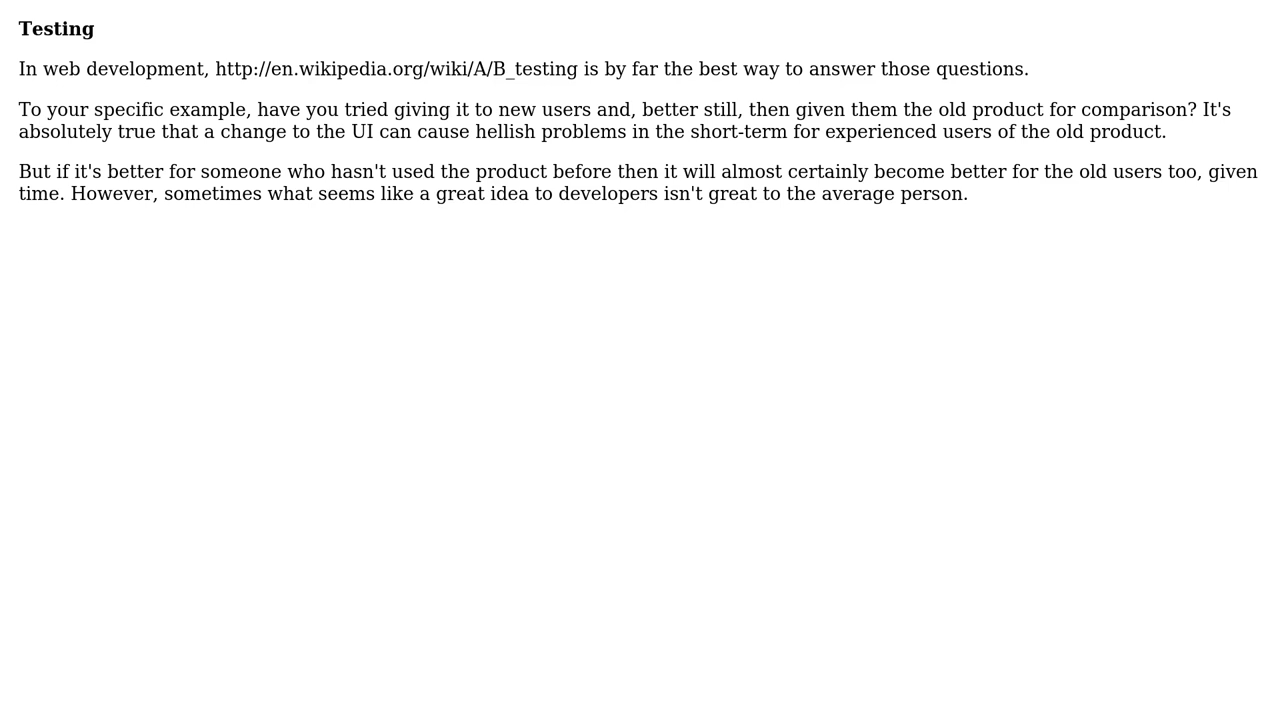 Testing
In web development, http://en.wikipedia.org/wiki/A/B_testing is by far the best way to answer those questions.
To your specific example, have you tried giving it to new users and, better still, then given them the old product for comparison? It's
absolutely true that a change to the UI can cause hellish problems in the short-term for experienced users of the old product.
But if it's better for someone who hasn't used the product before then it will almost certainly become better for the old users too, given
time. However, sometimes what seems like a great idea to developers isn't great to the average person.